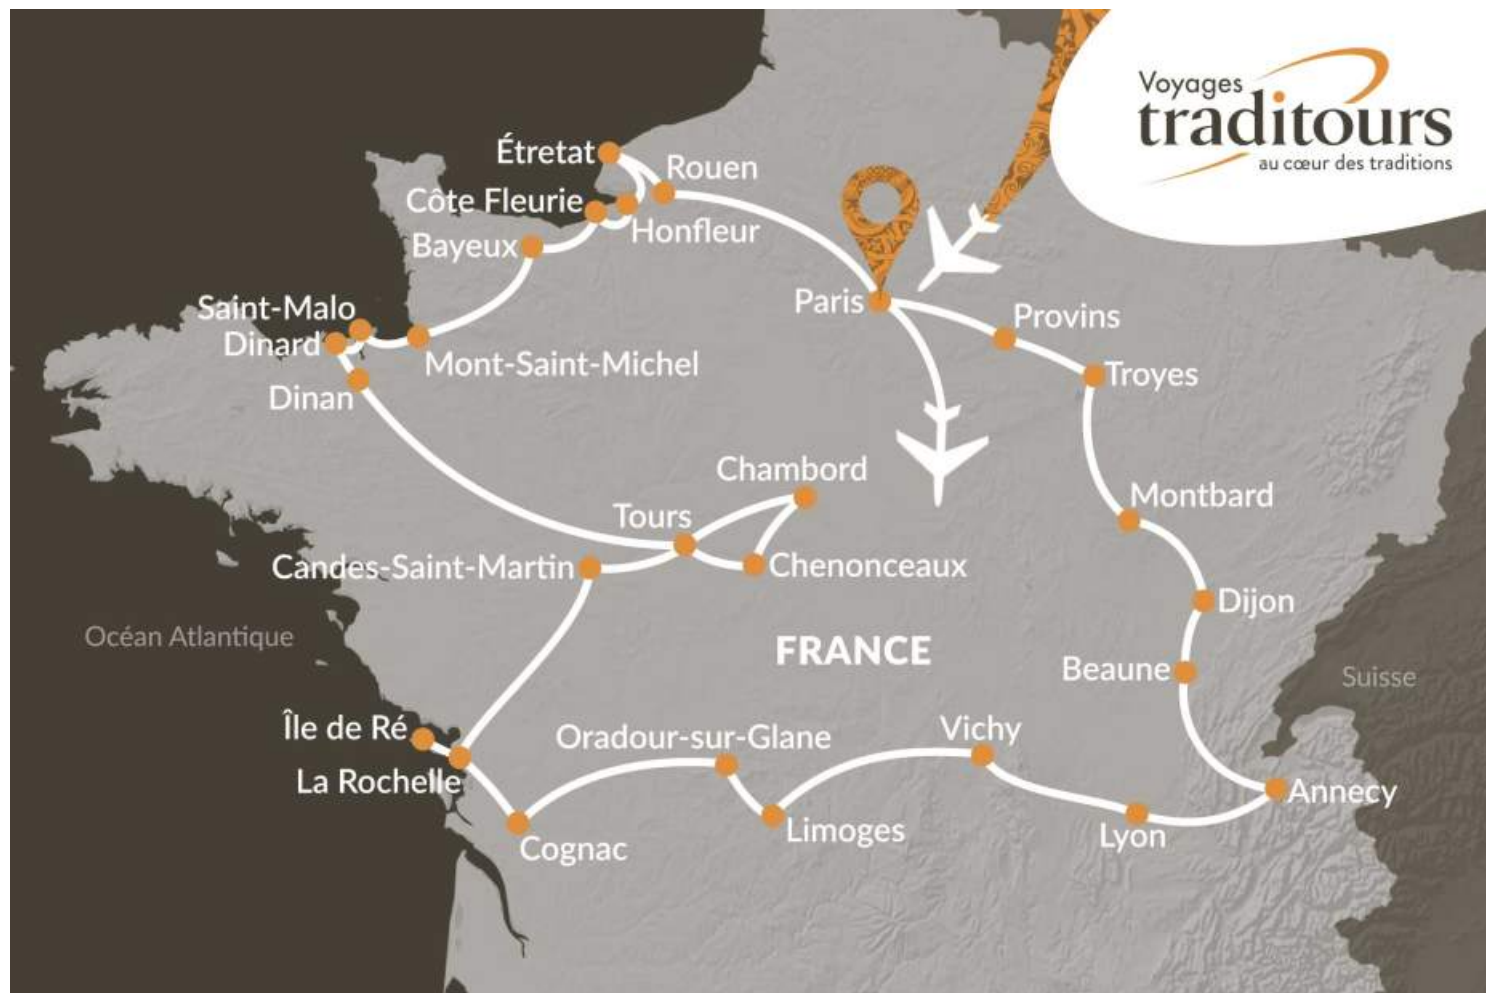 Voyages
traditours
au cœur des traditions
Étretat
Rouen
Côte Fleurie
Honfleur
Bayeux
Saint-Malo
Dinard
Mont-Saint-Michel
Dinan
Paris
Provins
Troyes
Chambord
Montbard
Tours
Candes-Saint-Martin
Chenonceaux
Dijon
Océan Atlantique
FRANCE
Beaune
Suisse
Île de Ré
Oradour-sur-Glane
Vichy
La Rochelle
Annecy
Cognac
Limoges
Lyon